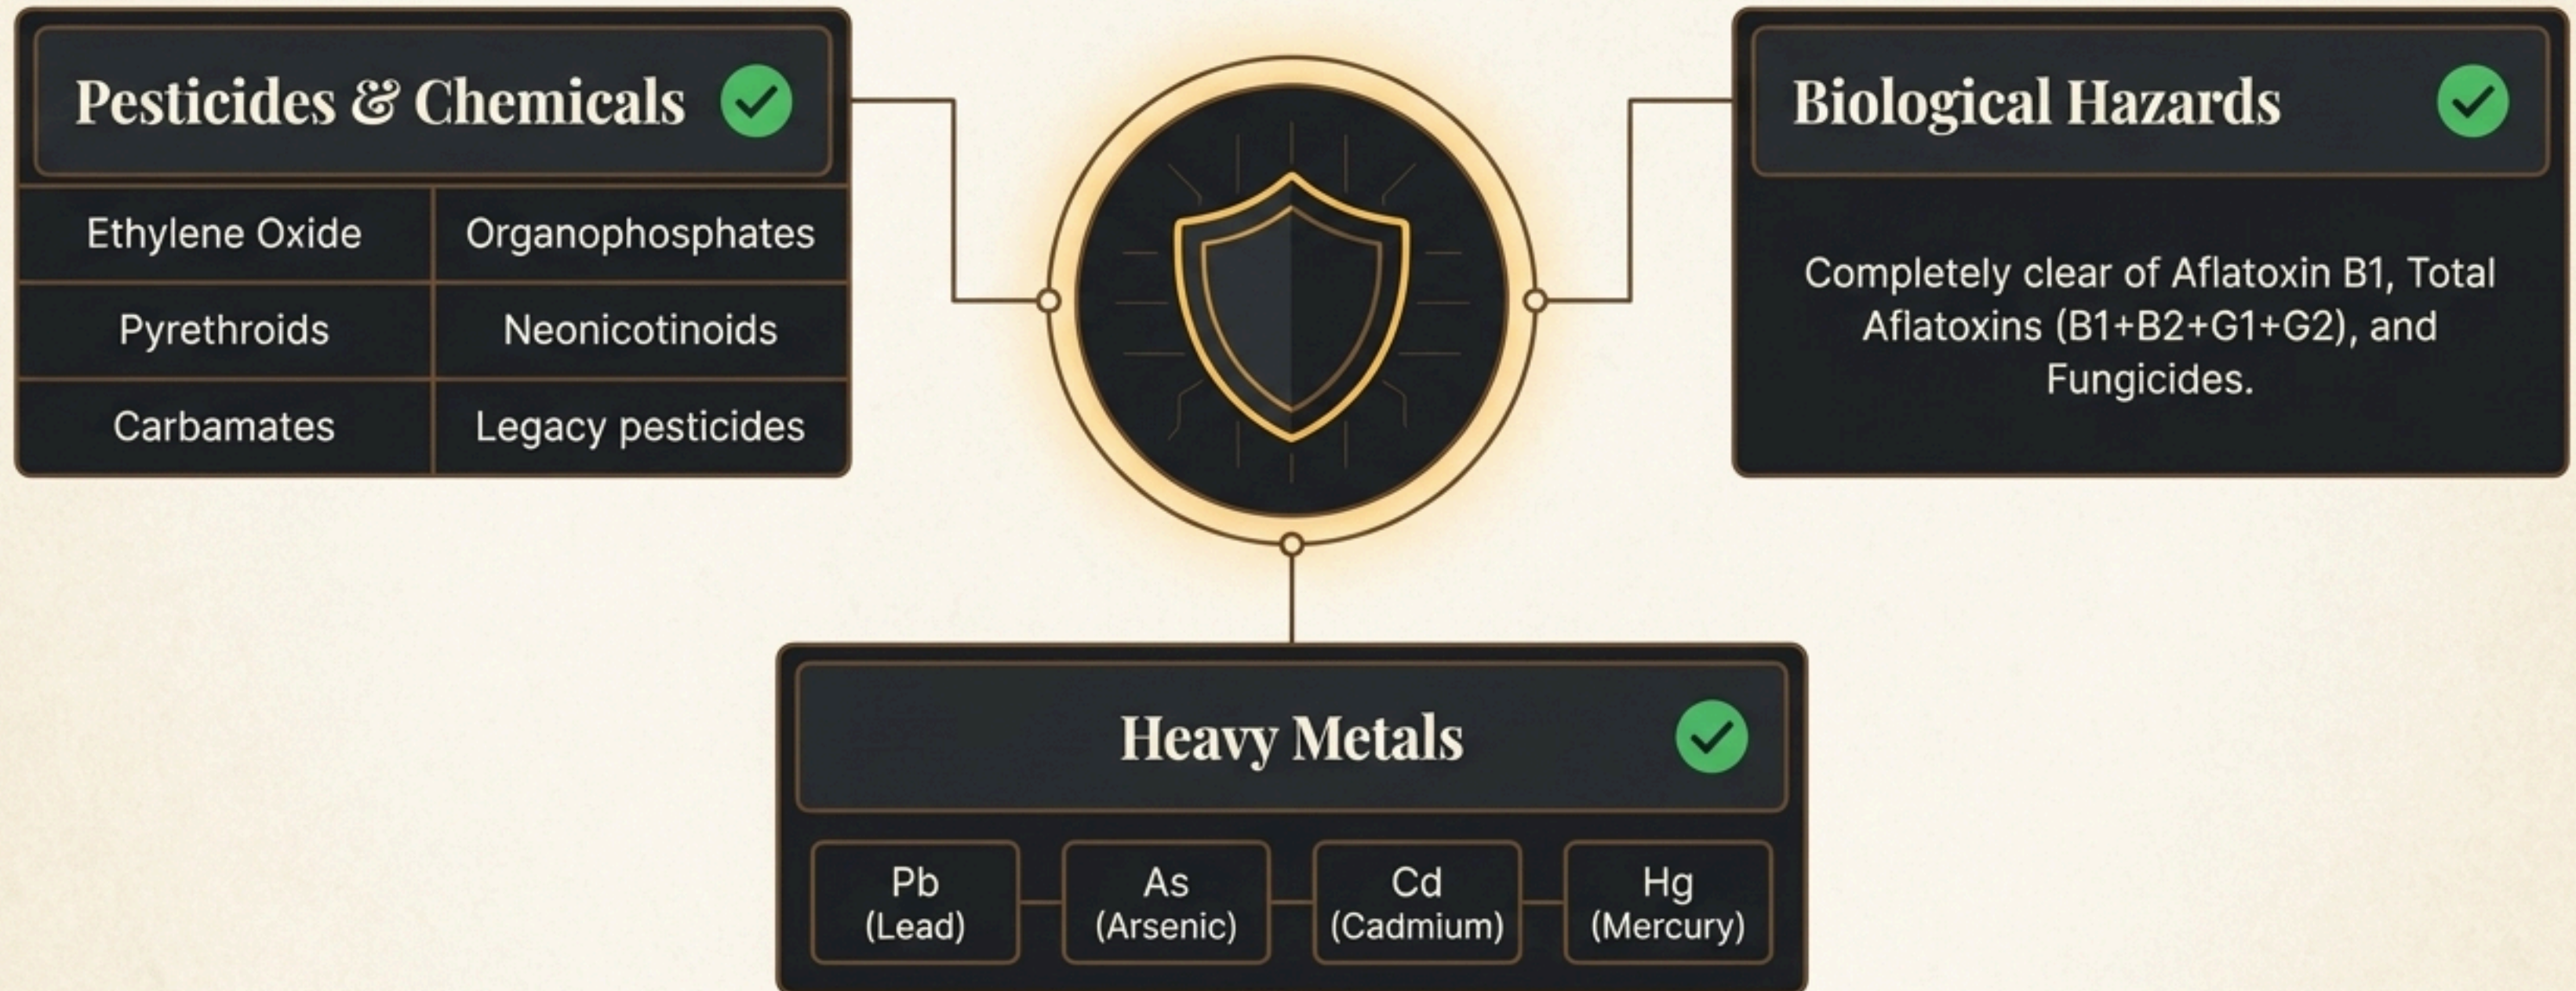 Pesticides & Chemicals
Ethylene Oxide
Organophosphates
Pyrethroids
Neonicotinoids
Carbamates
Legacy pesticides
Biological Hazards
Completely clear of Aflatoxin B1, Total
Aflatoxins (B1+B2+G1+G2), and
Fungicides.
Heavy Metals
Pb
(Lead)
As
(Arsenic)
Cd
(Cadmium)
Hg
(Mercury)